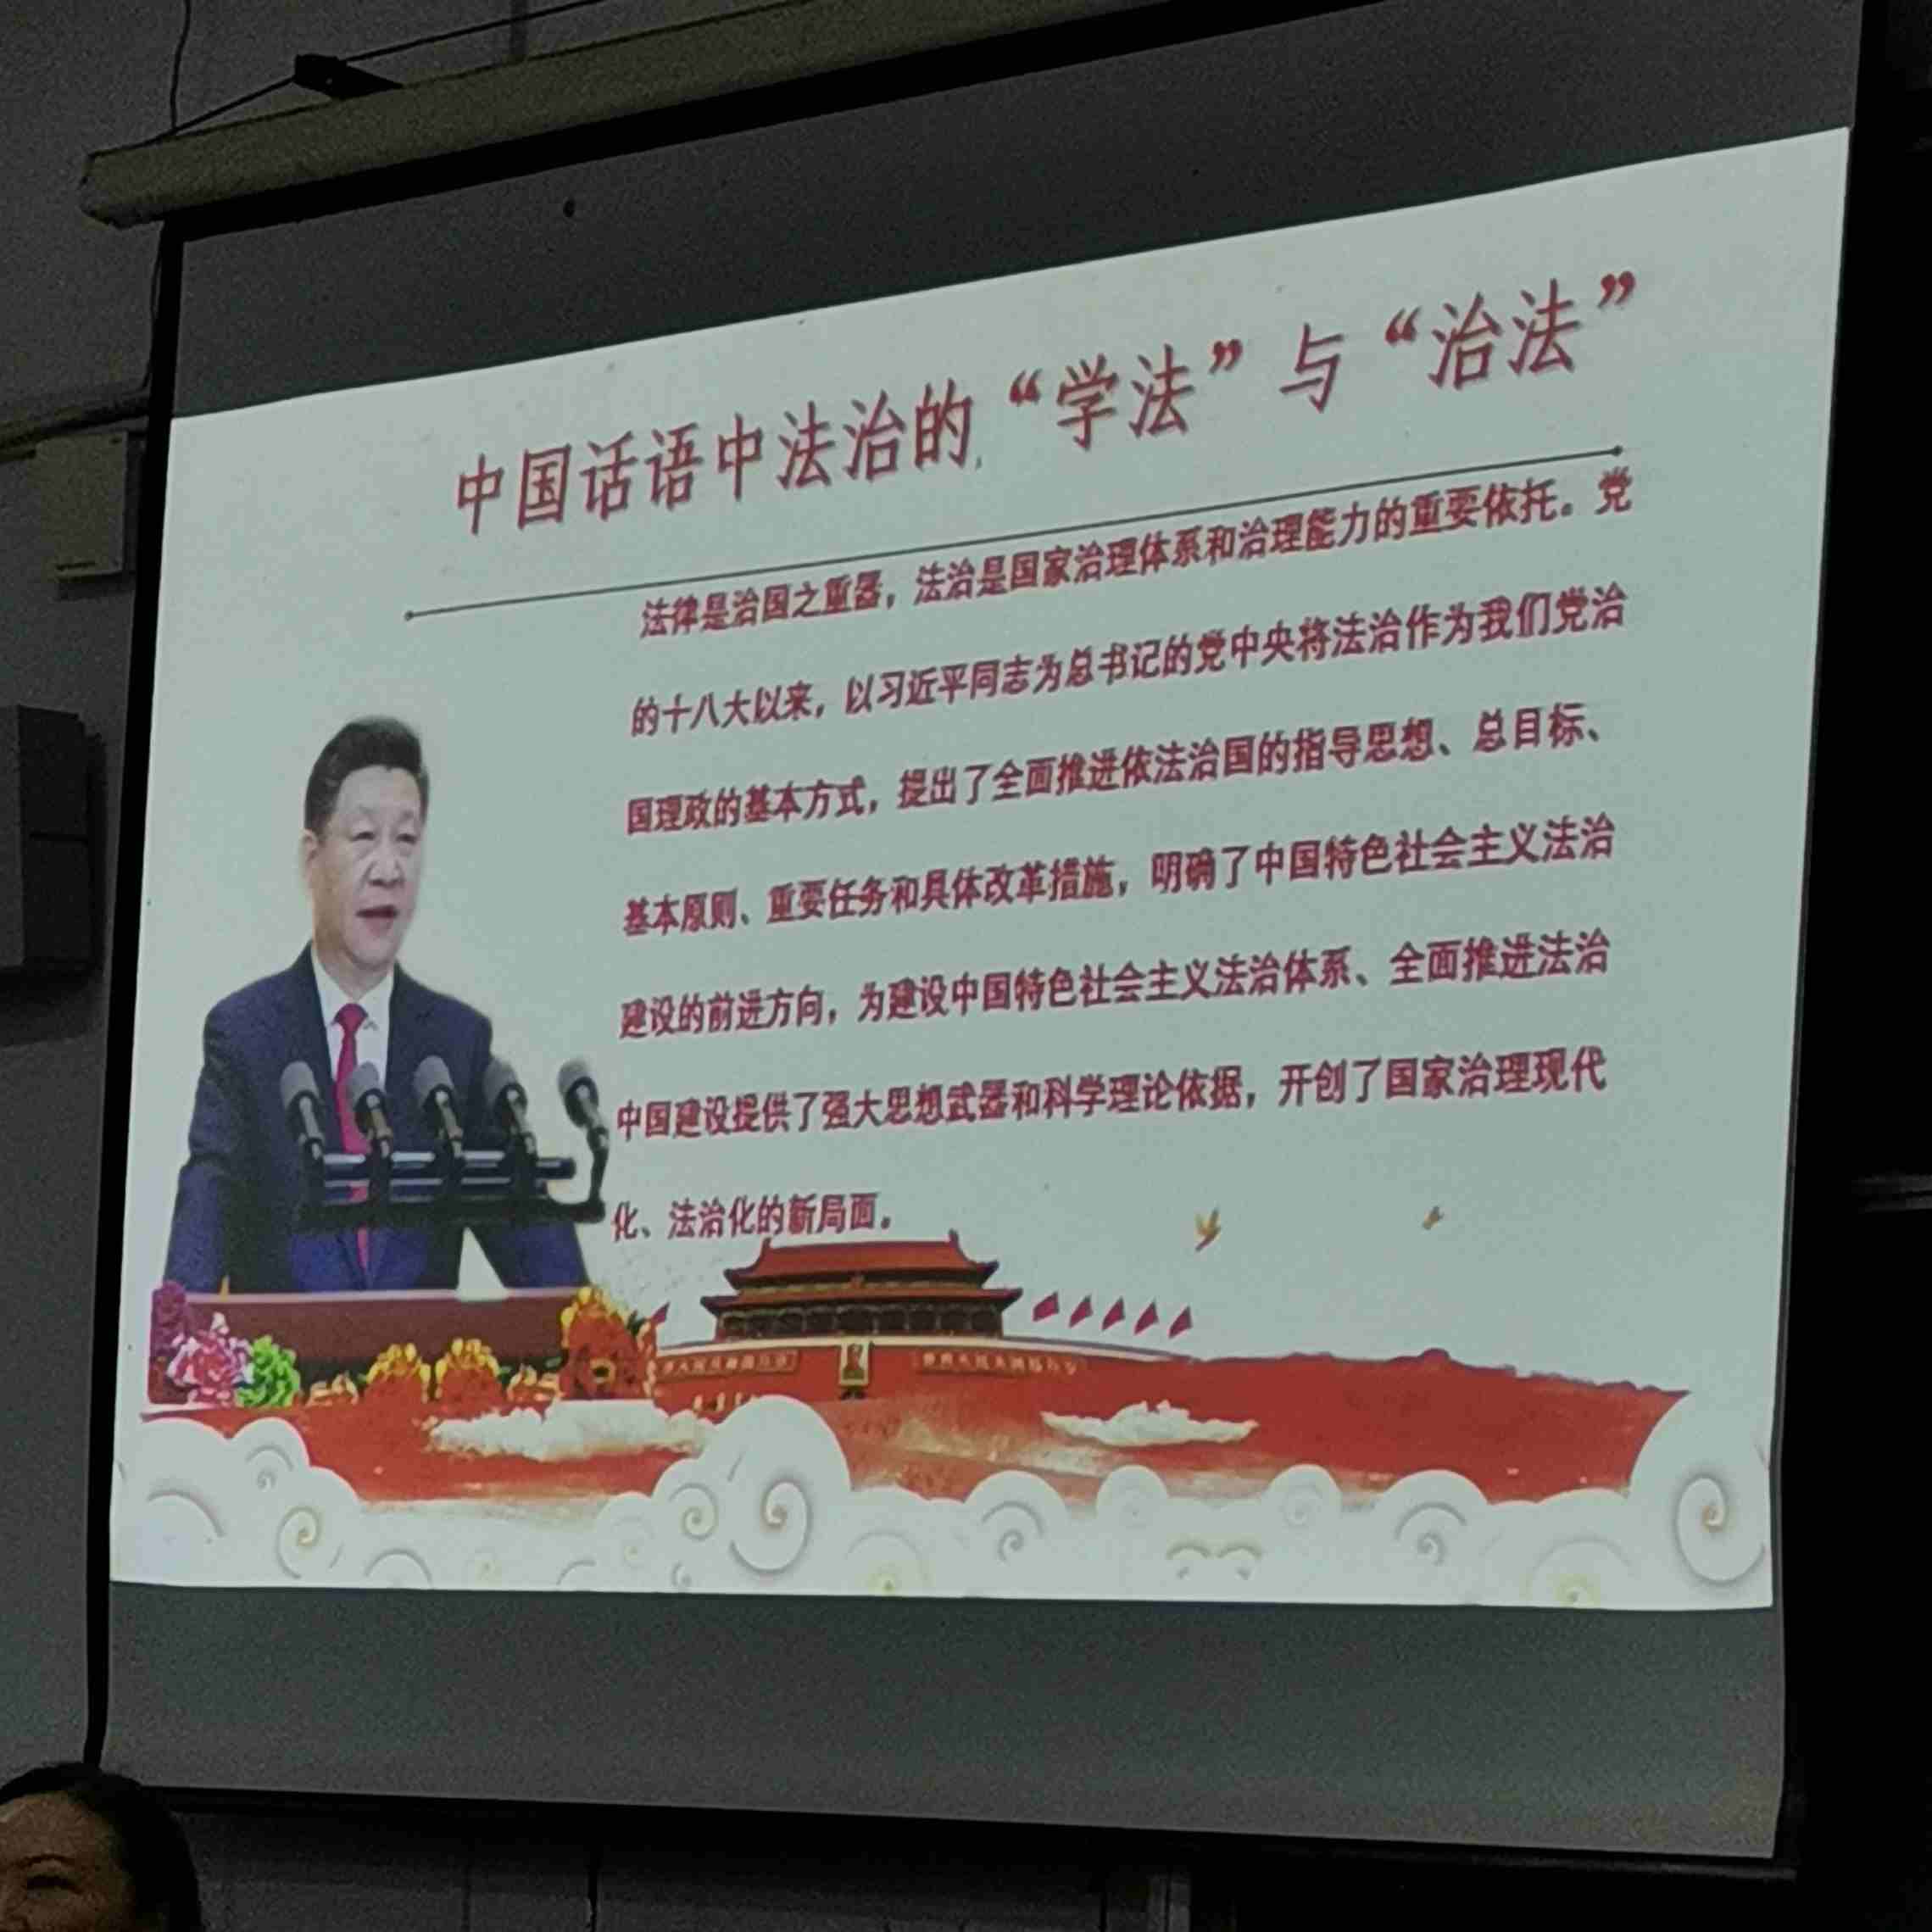 中国话语中法治的“学法”与“治法”
法律是治国之重器，法治是国家治理体系和治理能力的重要依托。党
的十八大以来，以习近平同志为总书记的党中央将法治作为我们党治
国理政的基本方式，提出了全面推进依法治国的指导思想、总目标、
基本原则、重要任务和具体改革措施，明确了中国特色社会主义法治
建设的前进方向，为建设中国特色社会主义法治体系、全面推进法治
中国建设提供了强大思想武器和科学理论依据，开创了国家治理现代
化、法治化的新局面。